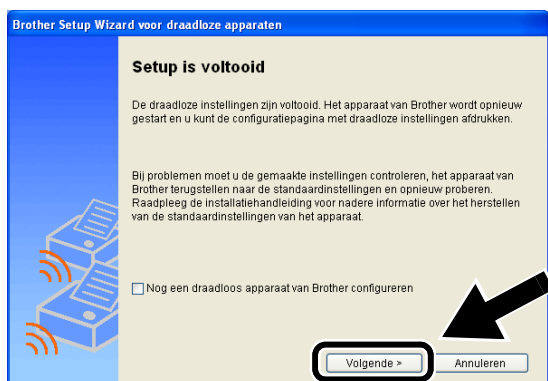 Brother Setup Wizard voor draadloze apparaten
Setup is voltooid
De draadloze instellingen zijn voltooid. Het apparaat van Brother wordt opnieuw
gestart en u kunt de configuratiepagina met draadloze instellingen afdrukken.
Bij problemen moet u de gemaakte instellingen controleren, het apparaat van
Brother terugstellen naar de standaardinstellingen en opnieuw proberen.
Raadpleeg de installatiehandleiding voor nadere informatie over het herstellen
van de standaardinstellingen van het apparaat.
Nog een draadloos apparaat van Brother configureren
Volgende » Annuleren